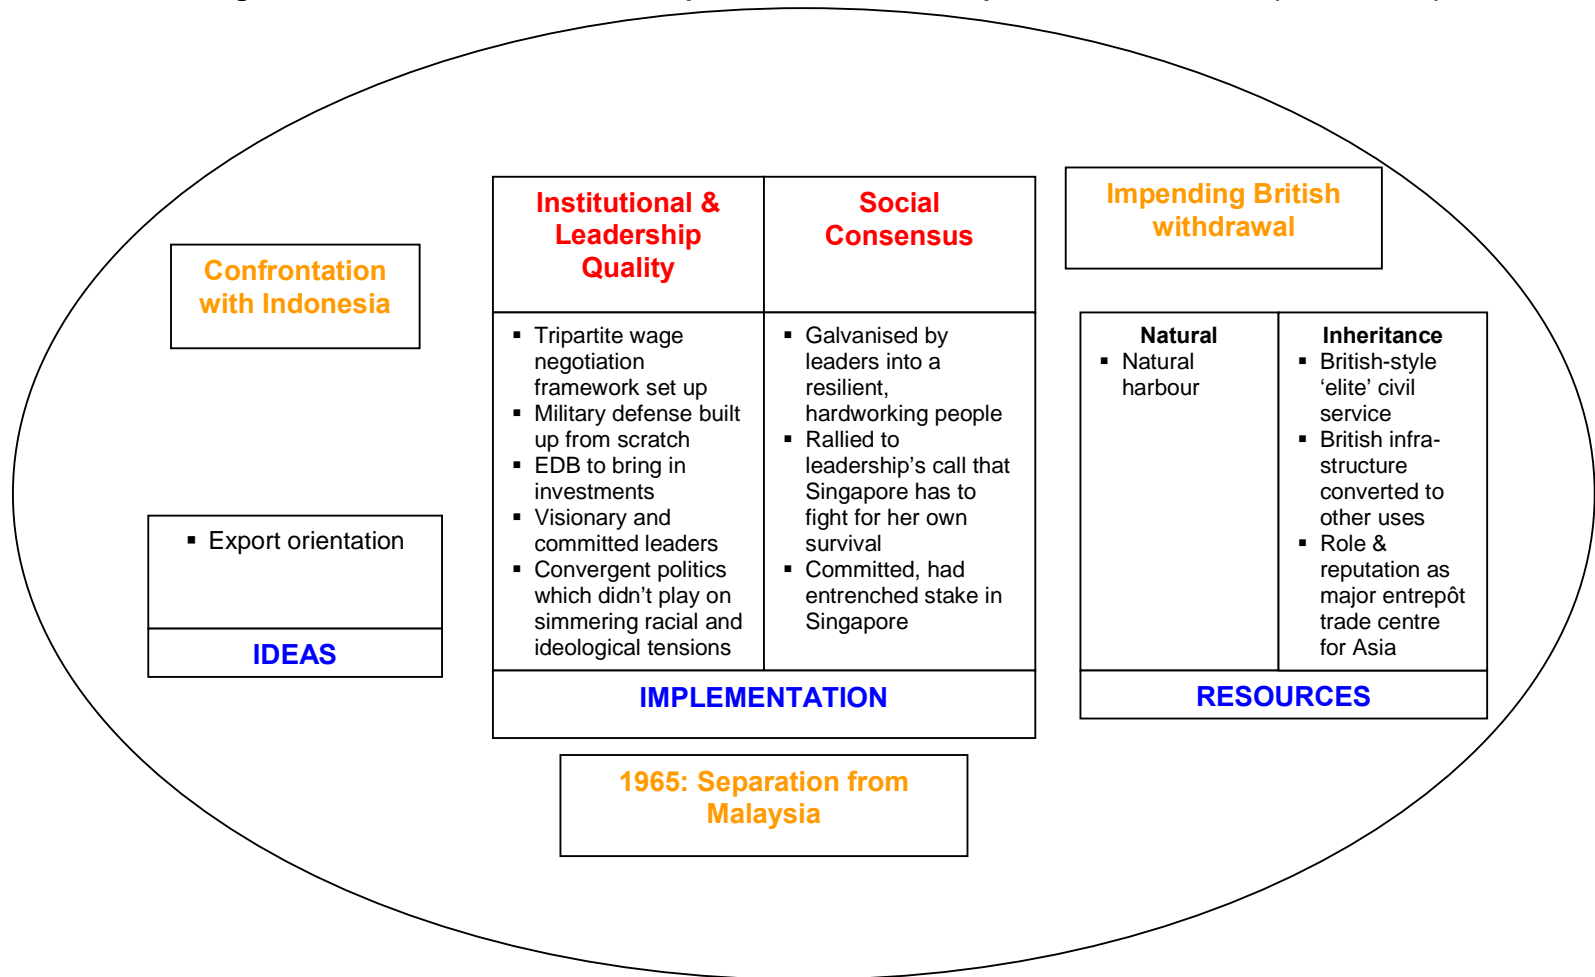 Confrontation
with Indonesia
▪ Export orientation
IDEAS
Institutional &
Leadership
Quality
▪ Tripartite wage
negotiation
framework set up
▪ Military defense built
up from scratch
▪ EDB to bring in
investments
▪ Visionary and
committed leaders
▪ Convergent politics
which didn’t play on
simmering racial and
ideological tensions
Social
Consensus
▪ Galvanised by
leaders into a
resilient,
hardworking people
▪ Rallied to
leadership’s call that
Singapore has to
fight for her own
survival
▪ Committed, had
entrenched stake in
Singapore
IMPLEMENTATION
1965: Separation from
Malaysia
Impending British
withdrawal
Natural
▪ Natural
harbour
Inheritance
▪ British-style
‘elite’ civil
service
▪ British infra-
structure
converted to
other uses
▪ Role &
reputation as
major entrepôt
trade centre
for Asia
RESOURCES